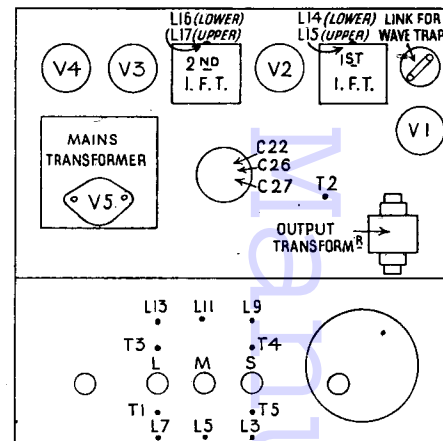 L16 (LOWER) L14 (LOWER) LINK FOR
(L17 (UPPER) L15 (UPPER) WAVE TRAP
V4 V3 2ND V2 1ST
I.F.T. I.F.T.
V1
MAINS
TRANSFORMER
C22
C26
C27
T2
V5
OUTPUT
TRANSFORMR
L13 L11 L9
T3 T4
L M S
T1 T5
L7 L5 L3
Manu